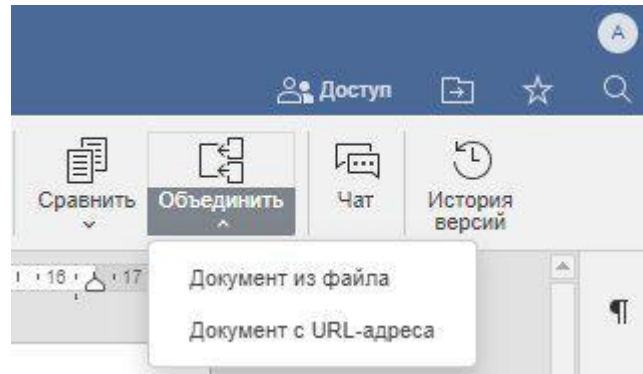 A
Доступ
Сравнить
Объединить
Чат
История
версий
16 17
Документ из файла
Документ с URL-адреса
¶